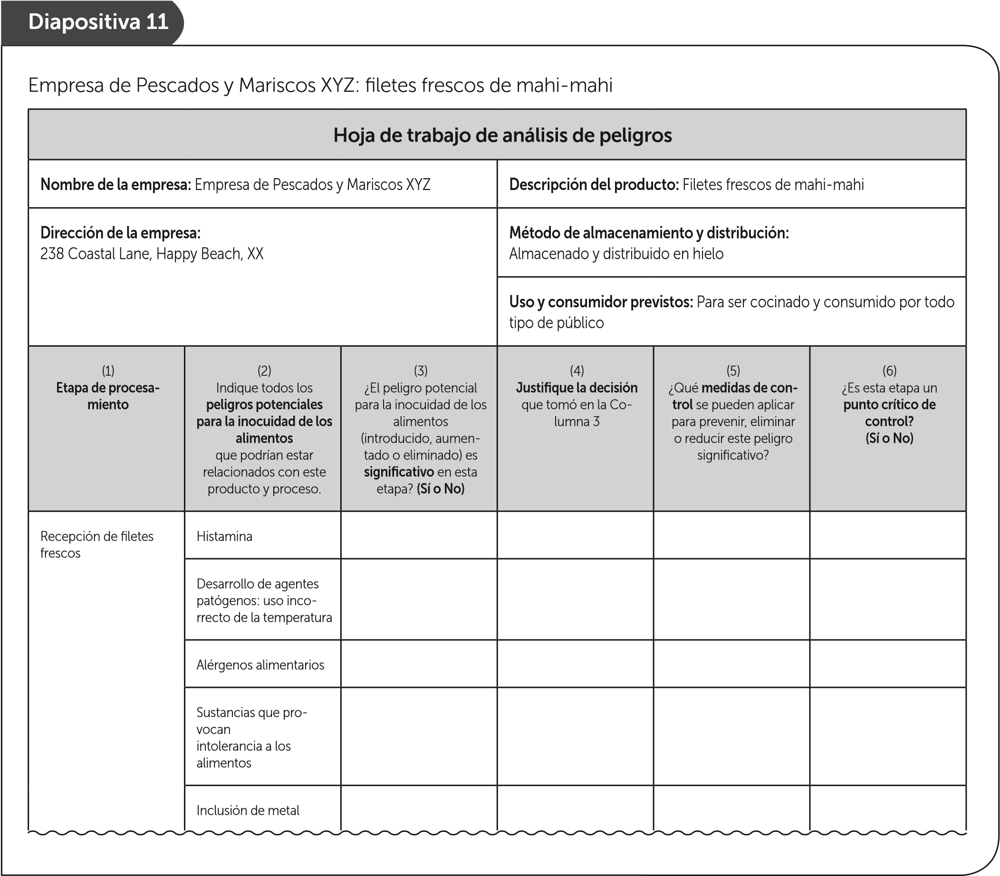 Diapositiva 11
Empresa de Pescados y Mariscos XYZ: filetes frescos de mahi-mahi
Hoja de trabajo de análisis de peligros
Nombre de la empresa: Empresa de Pescados y Mariscos XYZ
Descripción del producto: Filetes frescos de mahi-mahi
Dirección de la empresa:
238 Coastal Lane, Happy Beach, XX
Método de almacenamiento y distribución:
Almacenado y distribuido en hielo
Uso y consumidor previstos: Para ser cocinado y consumido por todo
tipo de público
(1)
Etapa de procesa-
miento
(2)
Indique todos los
peligros potenciales
para la inocuidad de los
alimentos
que podrían estar
relacionados con este
producto y proceso.
(3)
¿El peligro potencial
para la inocuidad de los
alimentos
(introducido, aumen-
tado o eliminado) es
significativo en esta
etapa? (Sí o No)
(4)
Justifique la decisión
que tomó en la Co-
lumna 3
(5)
¿Qué medidas de con-
trol se pueden aplicar
para prevenir, eliminar
o reducir este peligro
significativo?
(6)
¿Es esta etapa un
punto crítico de
control?
(Sí o No)
Recepción de filetes
frescos
Histamina
Desarrollo de agentes
patógenos: uso inco-
rrecto de la temperatura
Alérgenos alimentarios
Sustancias que pro-
vocan
intolerancia a los
alimentos
Inclusión de metal